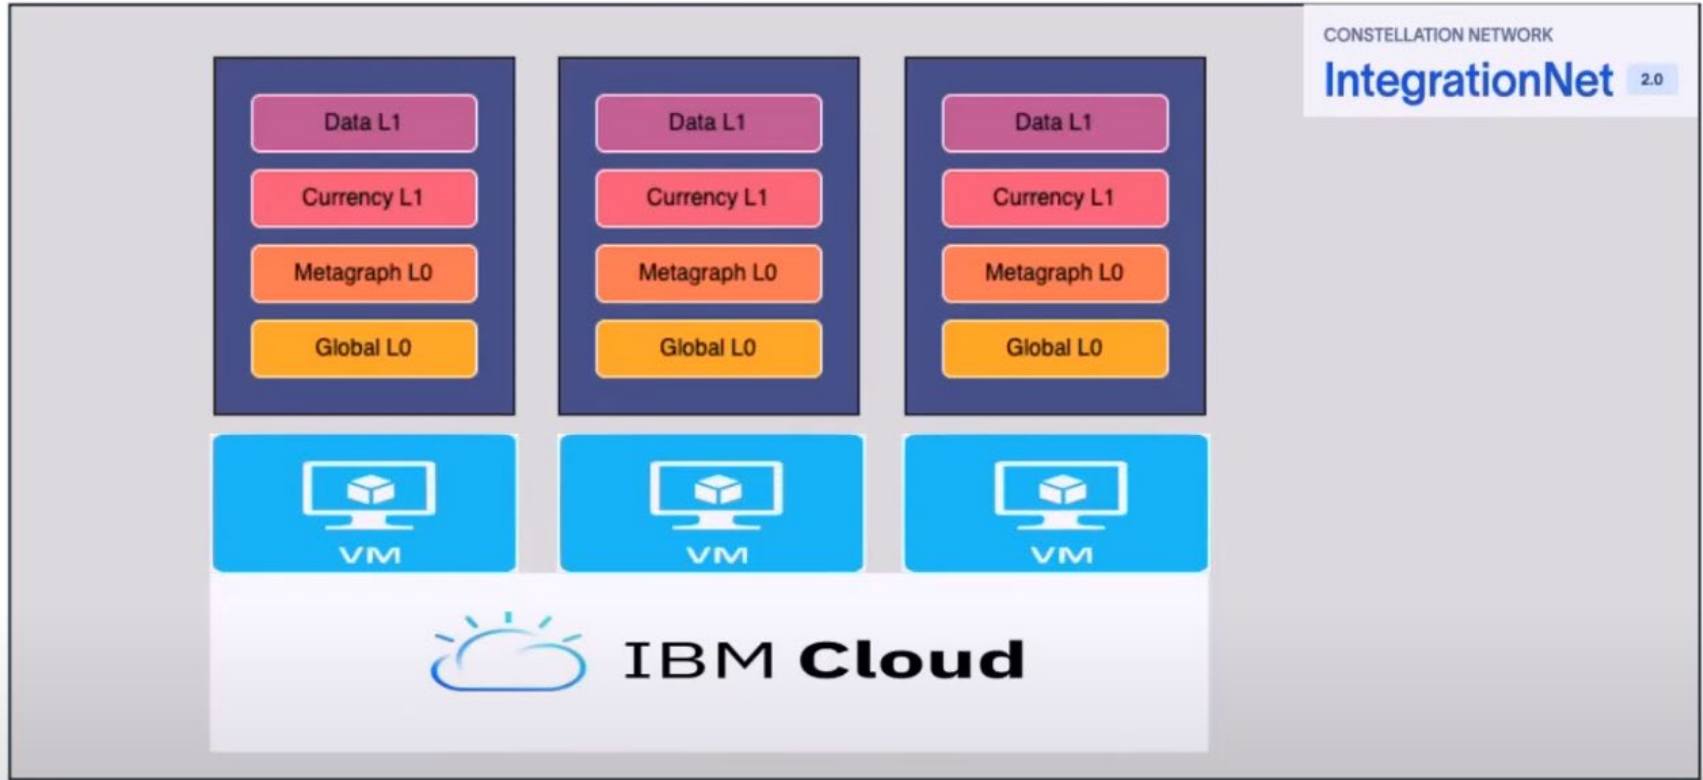 CONSTELLATION NETWORK
IntegrationNet 2.0
Data L1
Currency L1
Metagraph L0
Global L0
Data L1
Currency L1
Metagraph L0
Global L0
Data L1
Currency L1
Metagraph L0
Global L0
VM
VM
VM
IBM Cloud